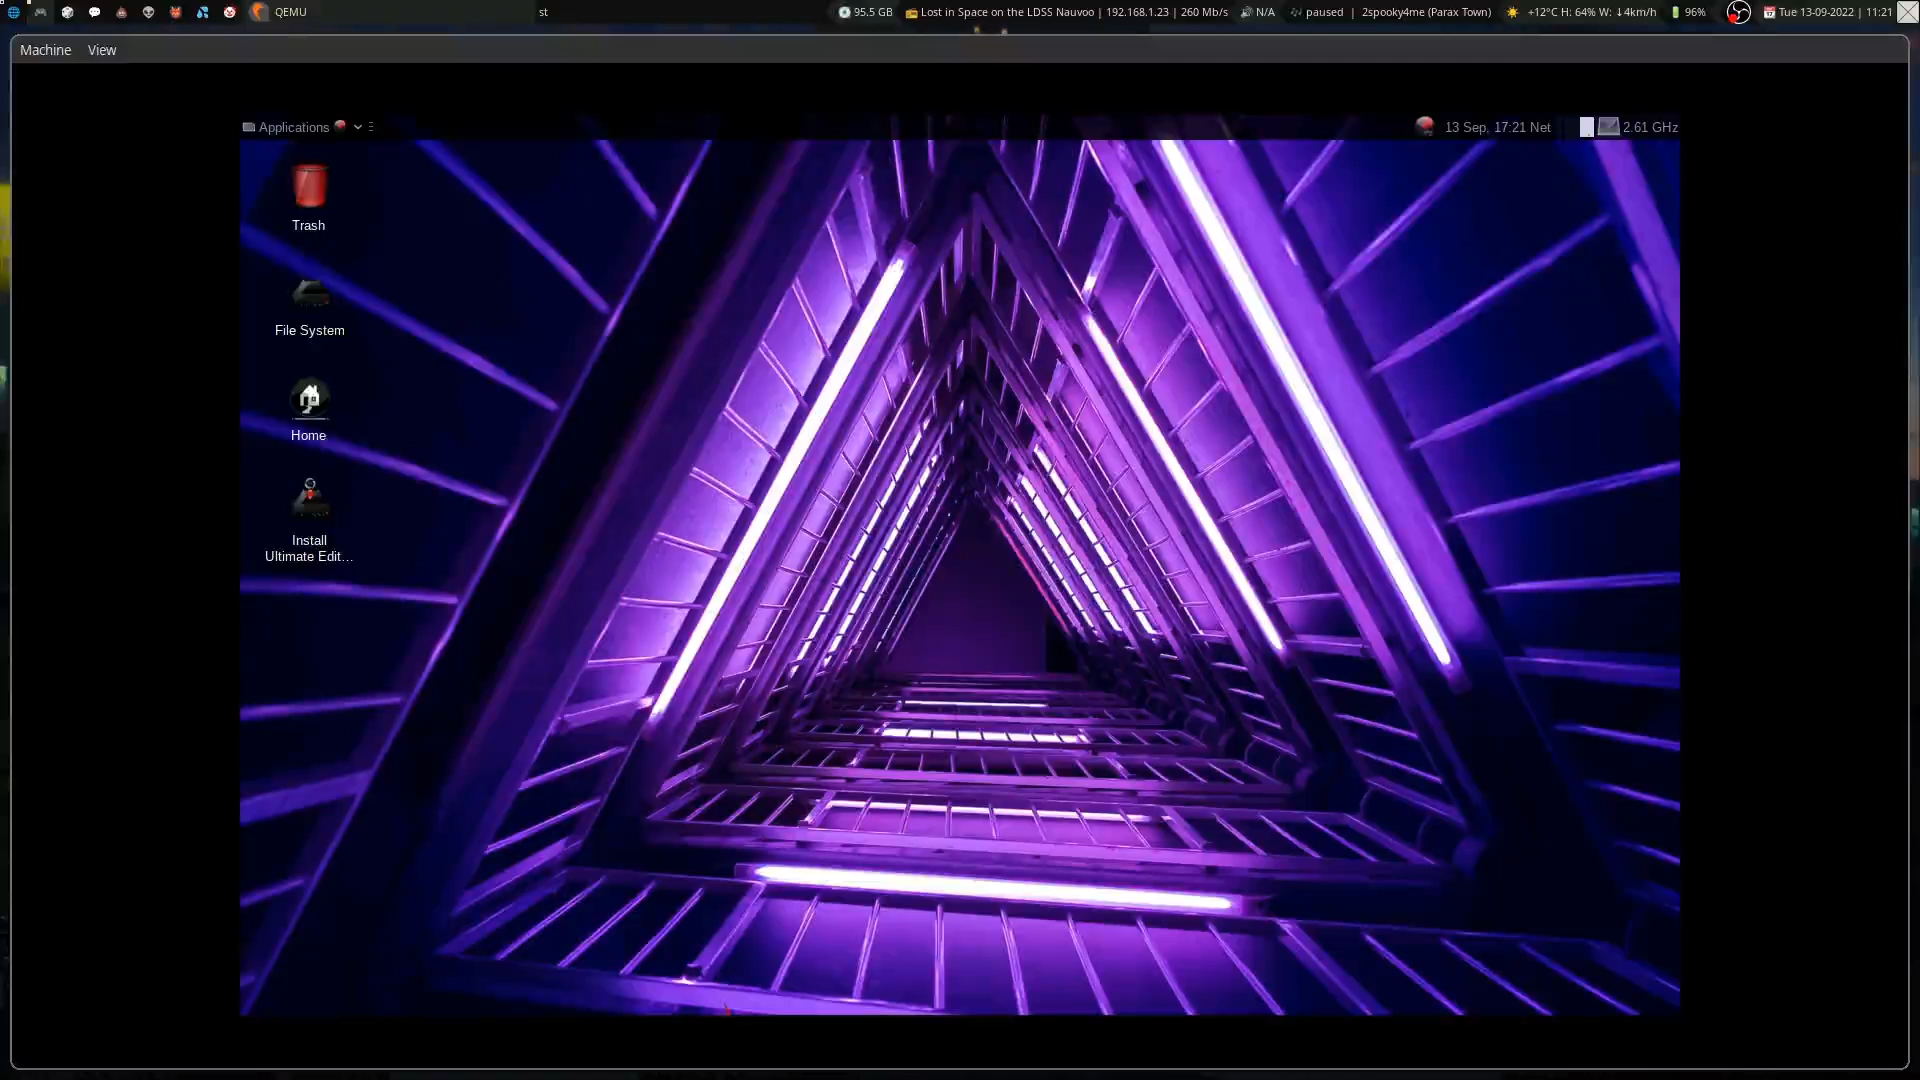 QEMU st 95.5 GB Lost in Space on the LDSS Nauvoo | 192.168.1.23 | 260 Mb/s N/A paused | 2spooky4me (Parax Town) +12°C H: 64% W: ↓4km/h 96% Tue 13-09-2022 | 11:21
Machine View
Applications 13 Sep, 17:21 Net 2.61 GHz
Trash
File System
Home
Install
Ultimate Edit...